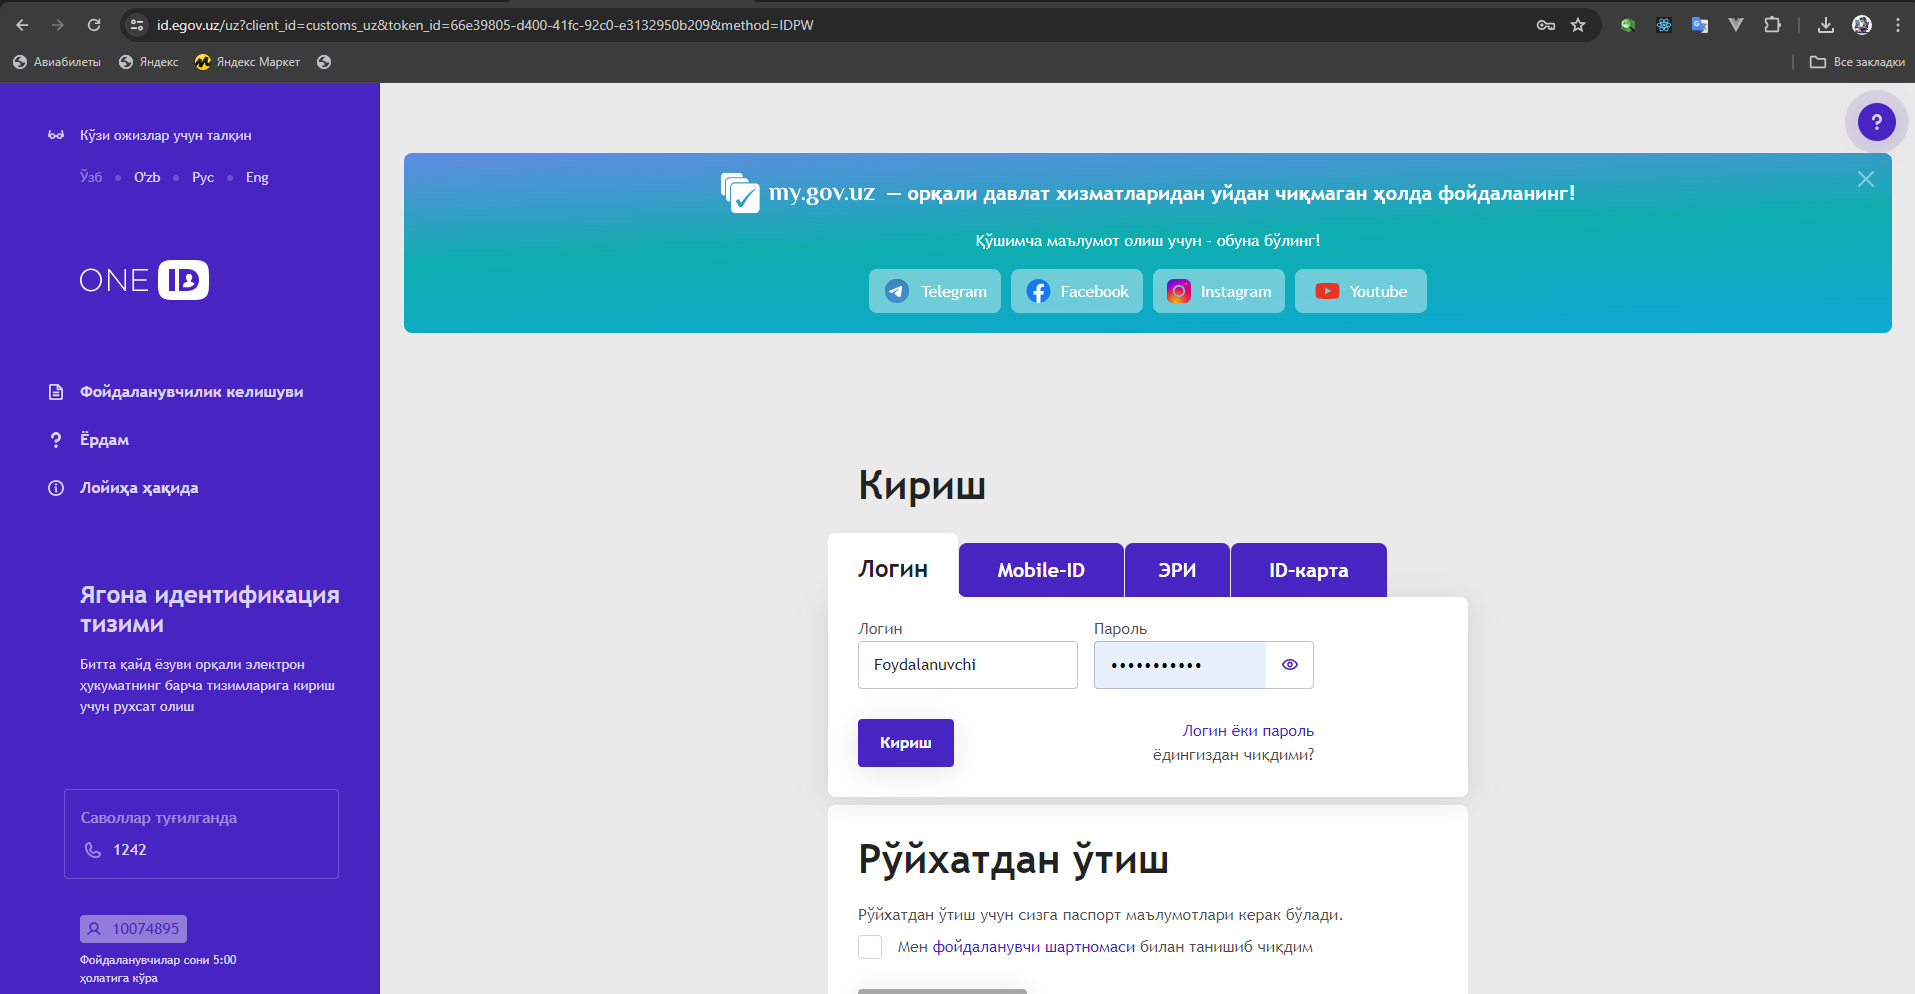 id.egov.uz/uz?client_id=customs_uz&token_id=66e39805-d400-41fc-92c0-e3132950b209&method=IDPW
Авиабилеты
Яндекс
Яндекс Маркет
Все закладки
Кўзи ожизлар учун талқин
Ўзб • O'zb • Рус • Eng
ONE ID
Фойдаланувчилик келишуви
? Ёрдам
Лойиҳа ҳақида
Ягона идентификация
тизими
Битта қайд ёзуви орқали электрон
ҳукуматнинг барча тизимларига кириш
учун рухсат олиш
Саволлар туғилганда
1242
10074895
Фойдаланувчилар сони 5:00
ҳолатига кўра
?
my.gov.uz – орқали давлат хизматларидан уйдан чиқмаган ҳолда фойдаланинг!
Қўшимча маълумот олиш учун - обуна бўлинг!
Telegram
Facebook
Instagram
Youtube
Кириш
Логин
Mobile-ID
ЭРИ
ID-карта
Логин
Пароль
Foydalanuvchi
•••••••••••
Кириш
Логин ёки пароль
ёдингиздан чиқдими?
Рўйхатдан ўтиш
Рўйхатдан ўтиш учун сизга паспорт маълумотлари керак бўлади.
Мен фойдаланувчи шартномаси билан танишиб чиқдим